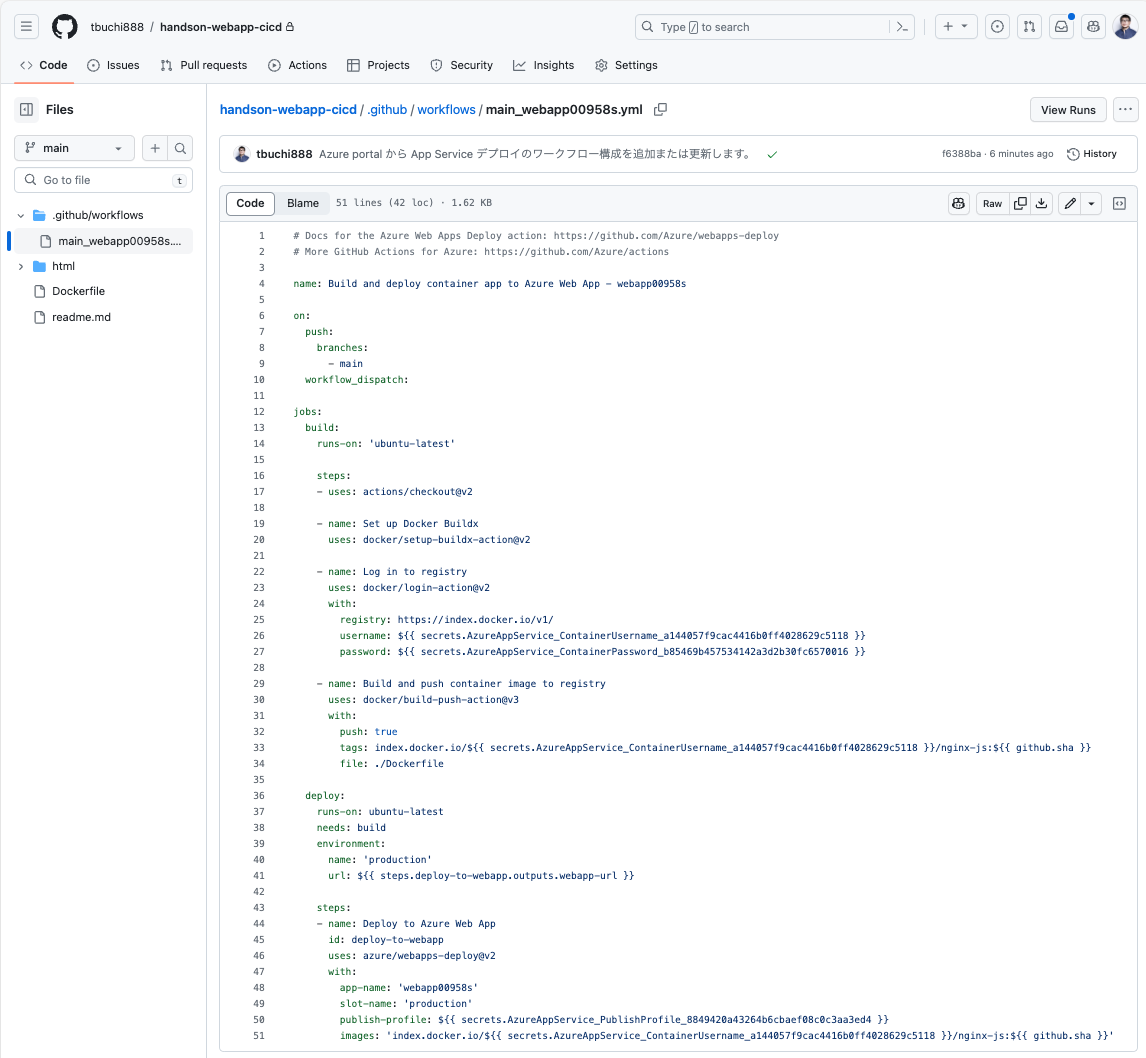 tbuchi888 / handson-webapp-cicd
Type / to search
Code Issues Pull requests Actions Projects Security Insights Settings
Files
main
Go to file t
.github/workflows
main_webapp00958s....
html
Dockerfile
readme.md
handson-webapp-cicd / .github / workflows / main_webapp00958s.yml
View Runs
tbuchi888 Azure portal から App Service デプロイのワークフロー構成を追加または更新します。
f6388ba · 6 minutes ago History
Code Blame 51 lines (42 loc) · 1.62 KB
Raw
1 # Docs for the Azure Web Apps Deploy action: https://github.com/Azure/webapps-deploy
2 # More GitHub Actions for Azure: https://github.com/Azure/actions
3
4 name: Build and deploy container app to Azure Web App - webapp00958s
5
6 on:
7 push:
8 branches:
9 - main
10 workflow_dispatch:
11
12 jobs:
13 build:
14 runs-on: 'ubuntu-latest'
15
16 steps:
17 - uses: actions/checkout@v2
18
19 - name: Set up Docker Buildx
20 uses: docker/setup-buildx-action@v2
21
22 - name: Log in to registry
23 uses: docker/login-action@v2
24 with:
25 registry: https://index.docker.io/v1/
26 username: ${{ secrets.AzureAppService_ContainerUsername_a144057f9cac4416b0ff4028629c5118 }}
27 password: ${{ secrets.AzureAppService_ContainerPassword_b85469b457534142a3d2b30fc6570016 }}
28
29 - name: Build and push container image to registry
30 uses: docker/build-push-action@v3
31 with:
32 push: true
33 tags: index.docker.io/${{ secrets.AzureAppService_ContainerUsername_a144057f9cac4416b0ff4028629c5118 }}/nginx-js:${{ github.sha }}
34 file: ./Dockerfile
35
36 deploy:
37 runs-on: ubuntu-latest
38 needs: build
39 environment:
40 name: 'production'
41 url: ${{ steps.deploy-to-webapp.outputs.webapp-url }}
42
43 steps:
44 - name: Deploy to Azure Web App
45 id: deploy-to-webapp
46 uses: azure/webapps-deploy@v2
47 with:
48 app-name: 'webapp00958s'
49 slot-name: 'production'
50 publish-profile: ${{ secrets.AzureAppService_PublishProfile_8849420a43264b6cbaef08c0c3aa3ed4 }}
51 images: 'index.docker.io/${{ secrets.AzureAppService_ContainerUsername_a144057f9cac4416b0ff4028629c5118 }}/nginx-js:${{ github.sha }}'